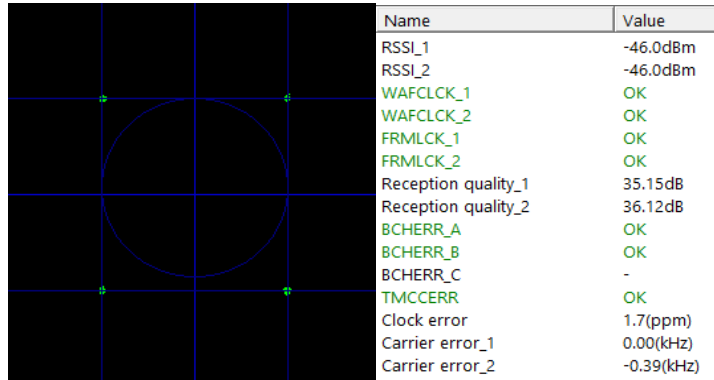 Name Value
RSSI_1 -46.0dBm
RSSI_2 -46.0dBm
WAFCLCK_1 OK
WAFCLCK_2 OK
FRMLCK_1 OK
FRMLCK_2 OK
Reception quality_1 35.15dB
Reception quality_2 36.12dB
BCHERR_A OK
BCHERR_B OK
BCHERR_C -
TMCCERR OK
Clock error 1.7(ppm)
Carrier error_1 0.00(kHz)
Carrier error_2 -0.39(kHz)